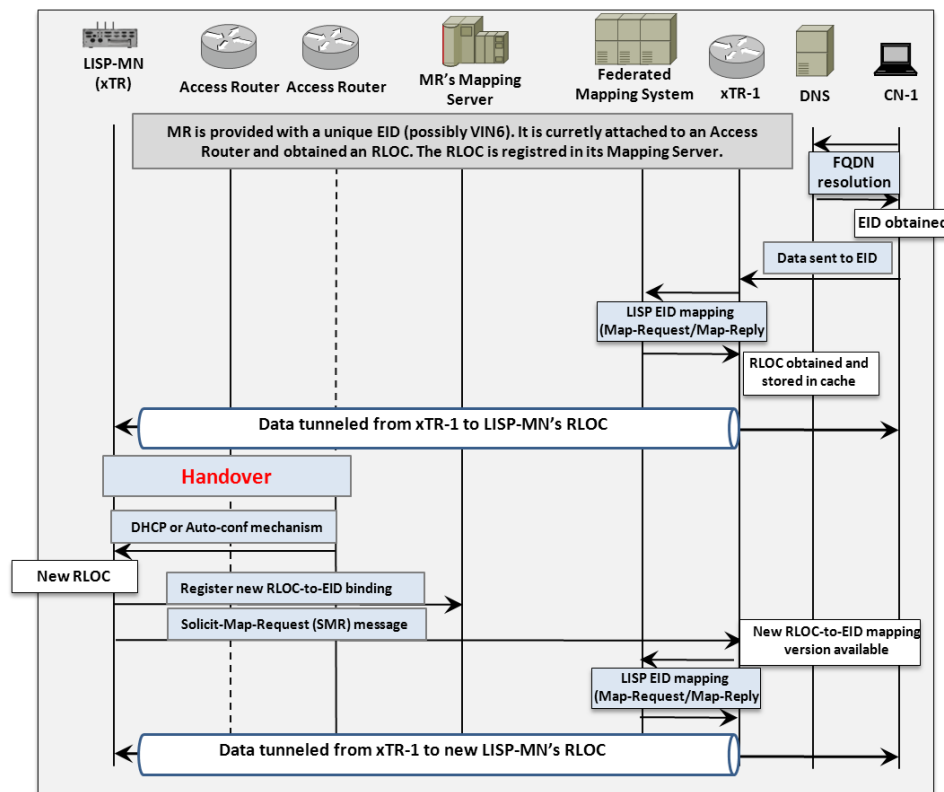 LISP-MN
(xTR)
Access Router
Access Router
MR's Mapping
Server
Federated
Mapping System
xTR-1
DNS
CN-1
MR is provided with a unique EID (possibly VIN6). It is curretly attached to an Access
Router and obtained an RLOC. The RLOC is registred in its Mapping Server.
FQDN
resolution
EID obtained
Data sent to EID
LISP EID mapping
(Map-Request/Map-Reply
RLOC obtained and
stored in cache
Data tunneled from xTR-1 to LISP-MN's RLOC
Handover
DHCP or Auto-conf mechanism
New RLOC
Register new RLOC-to-EID binding
Solicit-Map-Request (SMR) message
New RLOC-to-EID mapping
version available
LISP EID mapping
(Map-Request/Map-Reply
Data tunneled from xTR-1 to new LISP-MN's RLOC